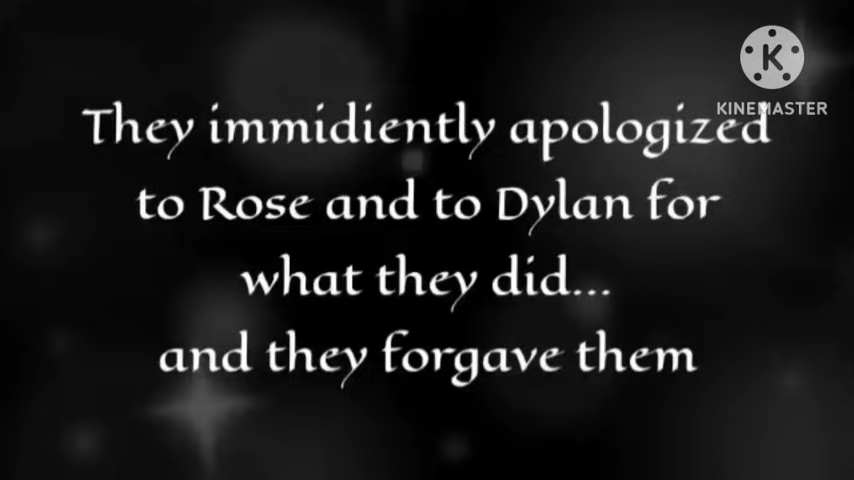 K
KINEMASTER
They immidiently apologized
to Rose and to Dylan for
what they did...
and they forgave them